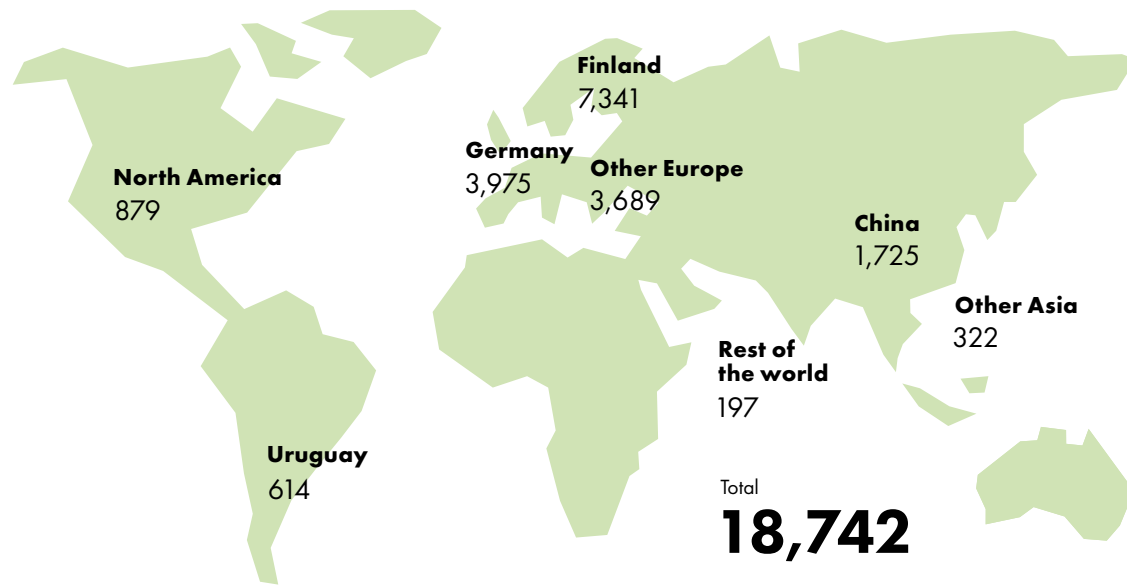 Finland
7,341
Germany
3,975
Other Europe
3,689
North America
879
China
1,725
Other Asia
322
Rest of
the world
197
Uruguay
614
Total
18,742